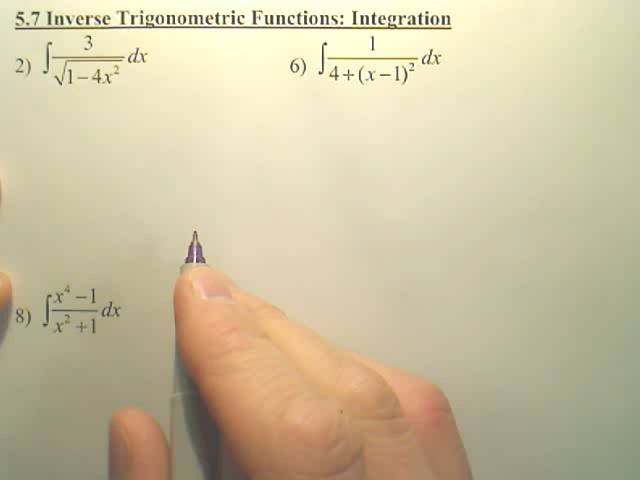 5.7 Inverse Trigonometric Functions: Integration
2) ∫ 3/√(1−4x²) dx
6) ∫ 1/(4+(x−1)²) dx
8) ∫ (x⁴−1)/(x²+1) dx